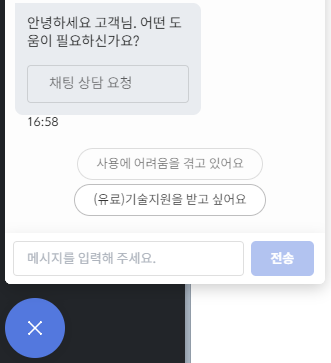 안녕하세요 고객님. 어떤 도
움이 필요하신가요?
채팅 상담 요청
16:58
사용에 어려움을 겪고 있어요
(유료)기술지원을 받고 싶어요
메시지를 입력해 주세요.
전송